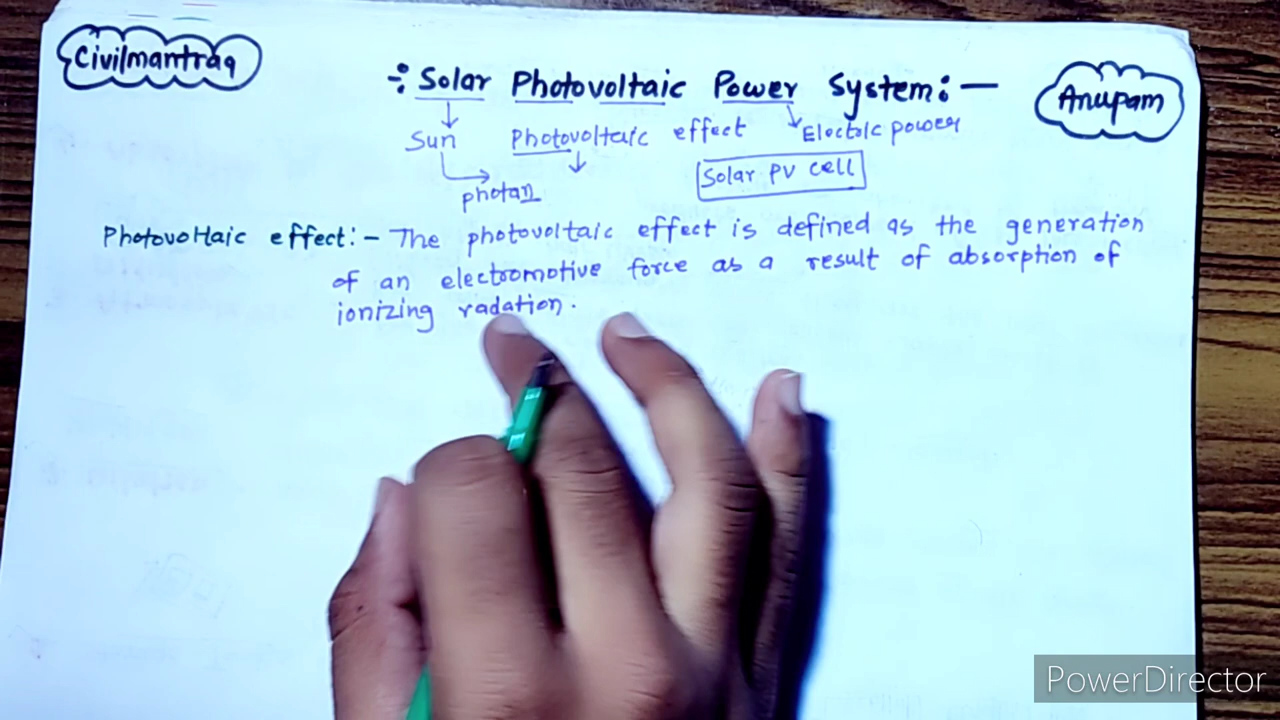 Civilmantraa
÷ Solar Photovoltaic Power System:—
Anupam
Sun Photovoltaic effect Electric power
photan Solar PV cell
Photovoltaic effect:- The photovoltaic effect is defined as the generation
of an electromotive force as a result of absorption of
ionizing radation.
PowerDirector